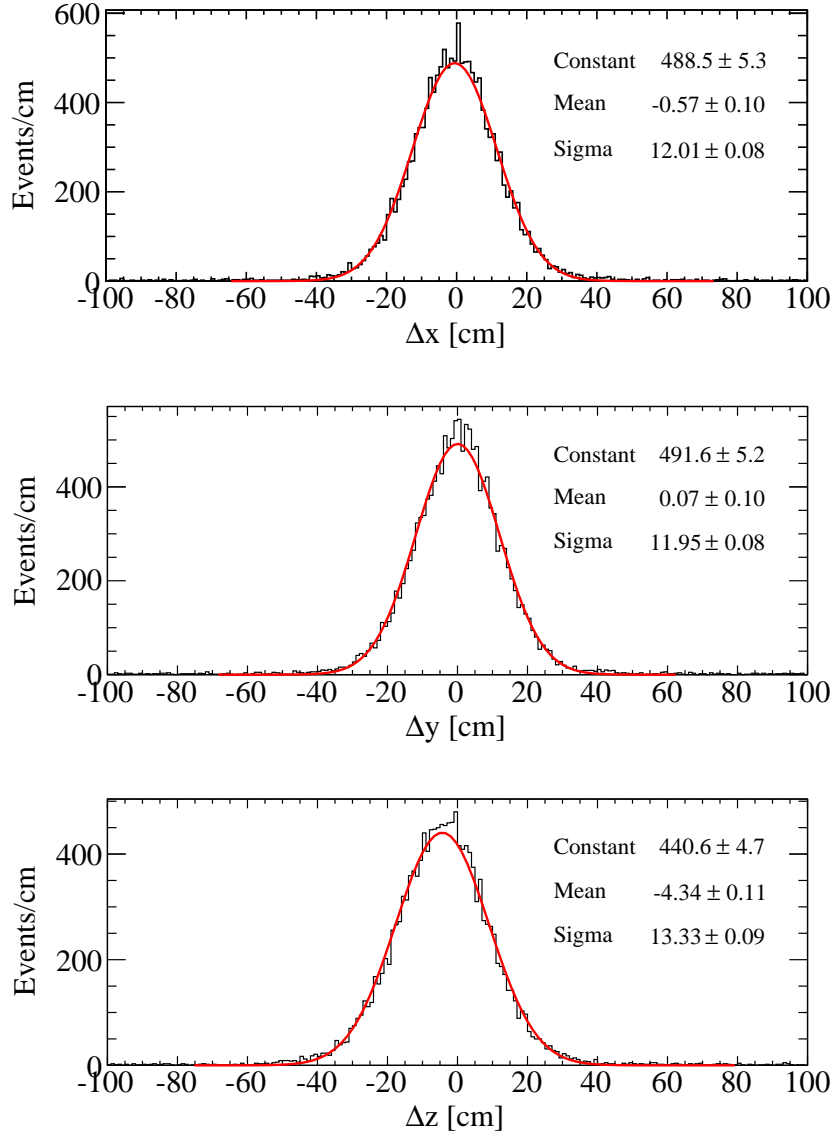 600
400
200
0
Events/cm
Constant 488.5 ± 5.3
Mean -0.57 ± 0.10
Sigma 12.01 ± 0.08
-100 -80 -60 -40 -20 0 20 40 60 80 100
Δx [cm]
400
200
0
Events/cm
Constant 491.6 ± 5.2
Mean 0.07 ± 0.10
Sigma 11.95 ± 0.08
-100 -80 -60 -40 -20 0 20 40 60 80 100
Δy [cm]
400
200
0
Events/cm
Constant 440.6 ± 4.7
Mean -4.34 ± 0.11
Sigma 13.33 ± 0.09
-100 -80 -60 -40 -20 0 20 40 60 80 100
Δz [cm]